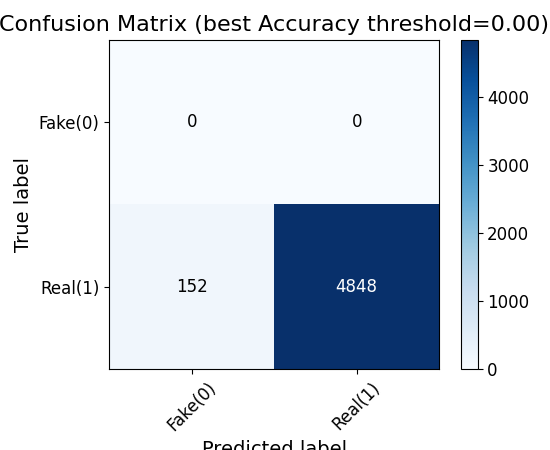 Confusion Matrix (best Accuracy threshold=0.00)
Fake(0)
0
0
4000
3000
True label
2000
Real(1)
152
4848
1000
0
Fake(0)
Real(1)
Predicted label